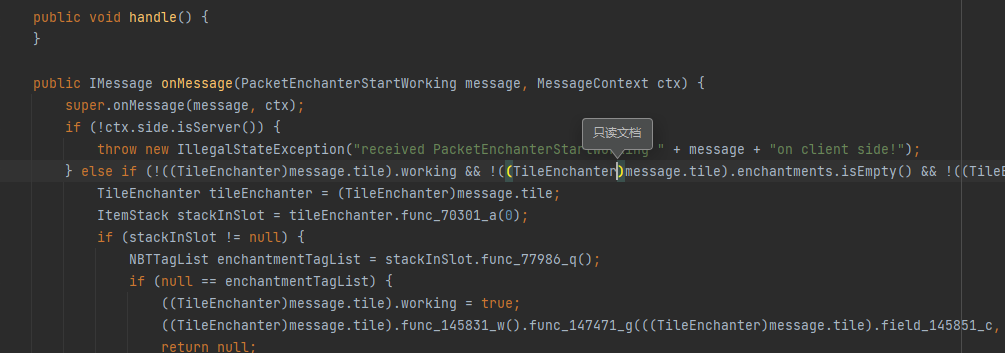 public void handle() {
}
public IMessage onMessage(PacketEnchanterStartWorking message, MessageContext ctx) {
super.onMessage(message, ctx);
if (!ctx.side.isServer()) {
只读文档
throw new IllegalStateException("received PacketEnchanterStartWorking " + message + "on client side!");
} else if (!((TileEnchanter)message.tile).working && !((TileEnchanter)message.tile).enchantments.isEmpty() && !((TileE
TileEnchanter tileEnchanter = (TileEnchanter)message.tile;
ItemStack stackInSlot = tileEnchanter.func_70301_a(0);
if (stackInSlot != null) {
NBTTagList enchantmentTagList = stackInSlot.func_77986_q();
if (null == enchantmentTagList) {
((TileEnchanter)message.tile).working = true;
((TileEnchanter)message.tile).func_145831_w().func_147471_g(((TileEnchanter)message.tile).field_145851_c,
return null;